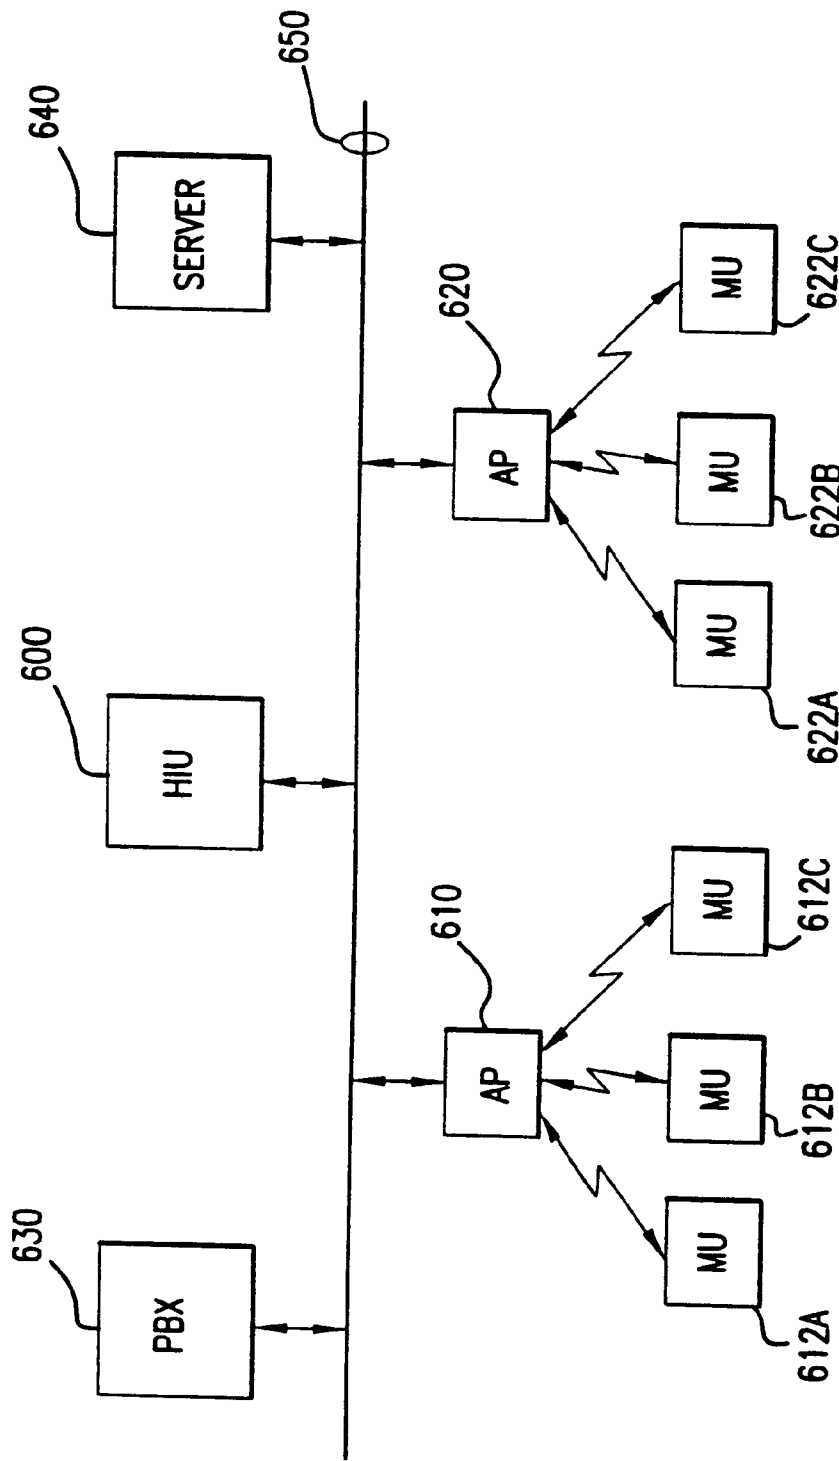 630
PBX
600
HIU
640
SERVER
650
610
AP
620
AP
MU
612A
MU
612B
MU
612C
MU
622A
MU
622B
MU
622C